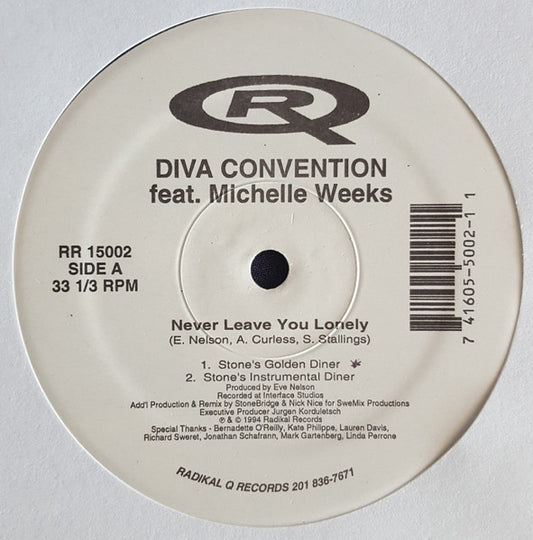 RQ
DIVA CONVENTION
feat. Michelle Weeks
RR 15002
SIDE A
33 1/3 RPM
7 41605-5002-1 1
Never Leave You Lonely
(E. Nelson, A. Curless, S. Stallings)
1. Stone's Golden Diner
2. Stone's Instrumental Diner
Produced by Eve Nelson
Recorded at Interface Studios
Add'l Production & Remix by StoneBridge & Nick Nice for SweMix Productions
Executive Producer Jurgen Korduletsch
℗ & © 1994 Radikal Records
Special Thanks - Bernadette O'Reilly, Kate Philippe, Lauren Davis,
Richard Sweret, Jonathan Schafrann, Mark Gartenberg, Linda Perrone
RADIKAL Q RECORDS 201 836-7671